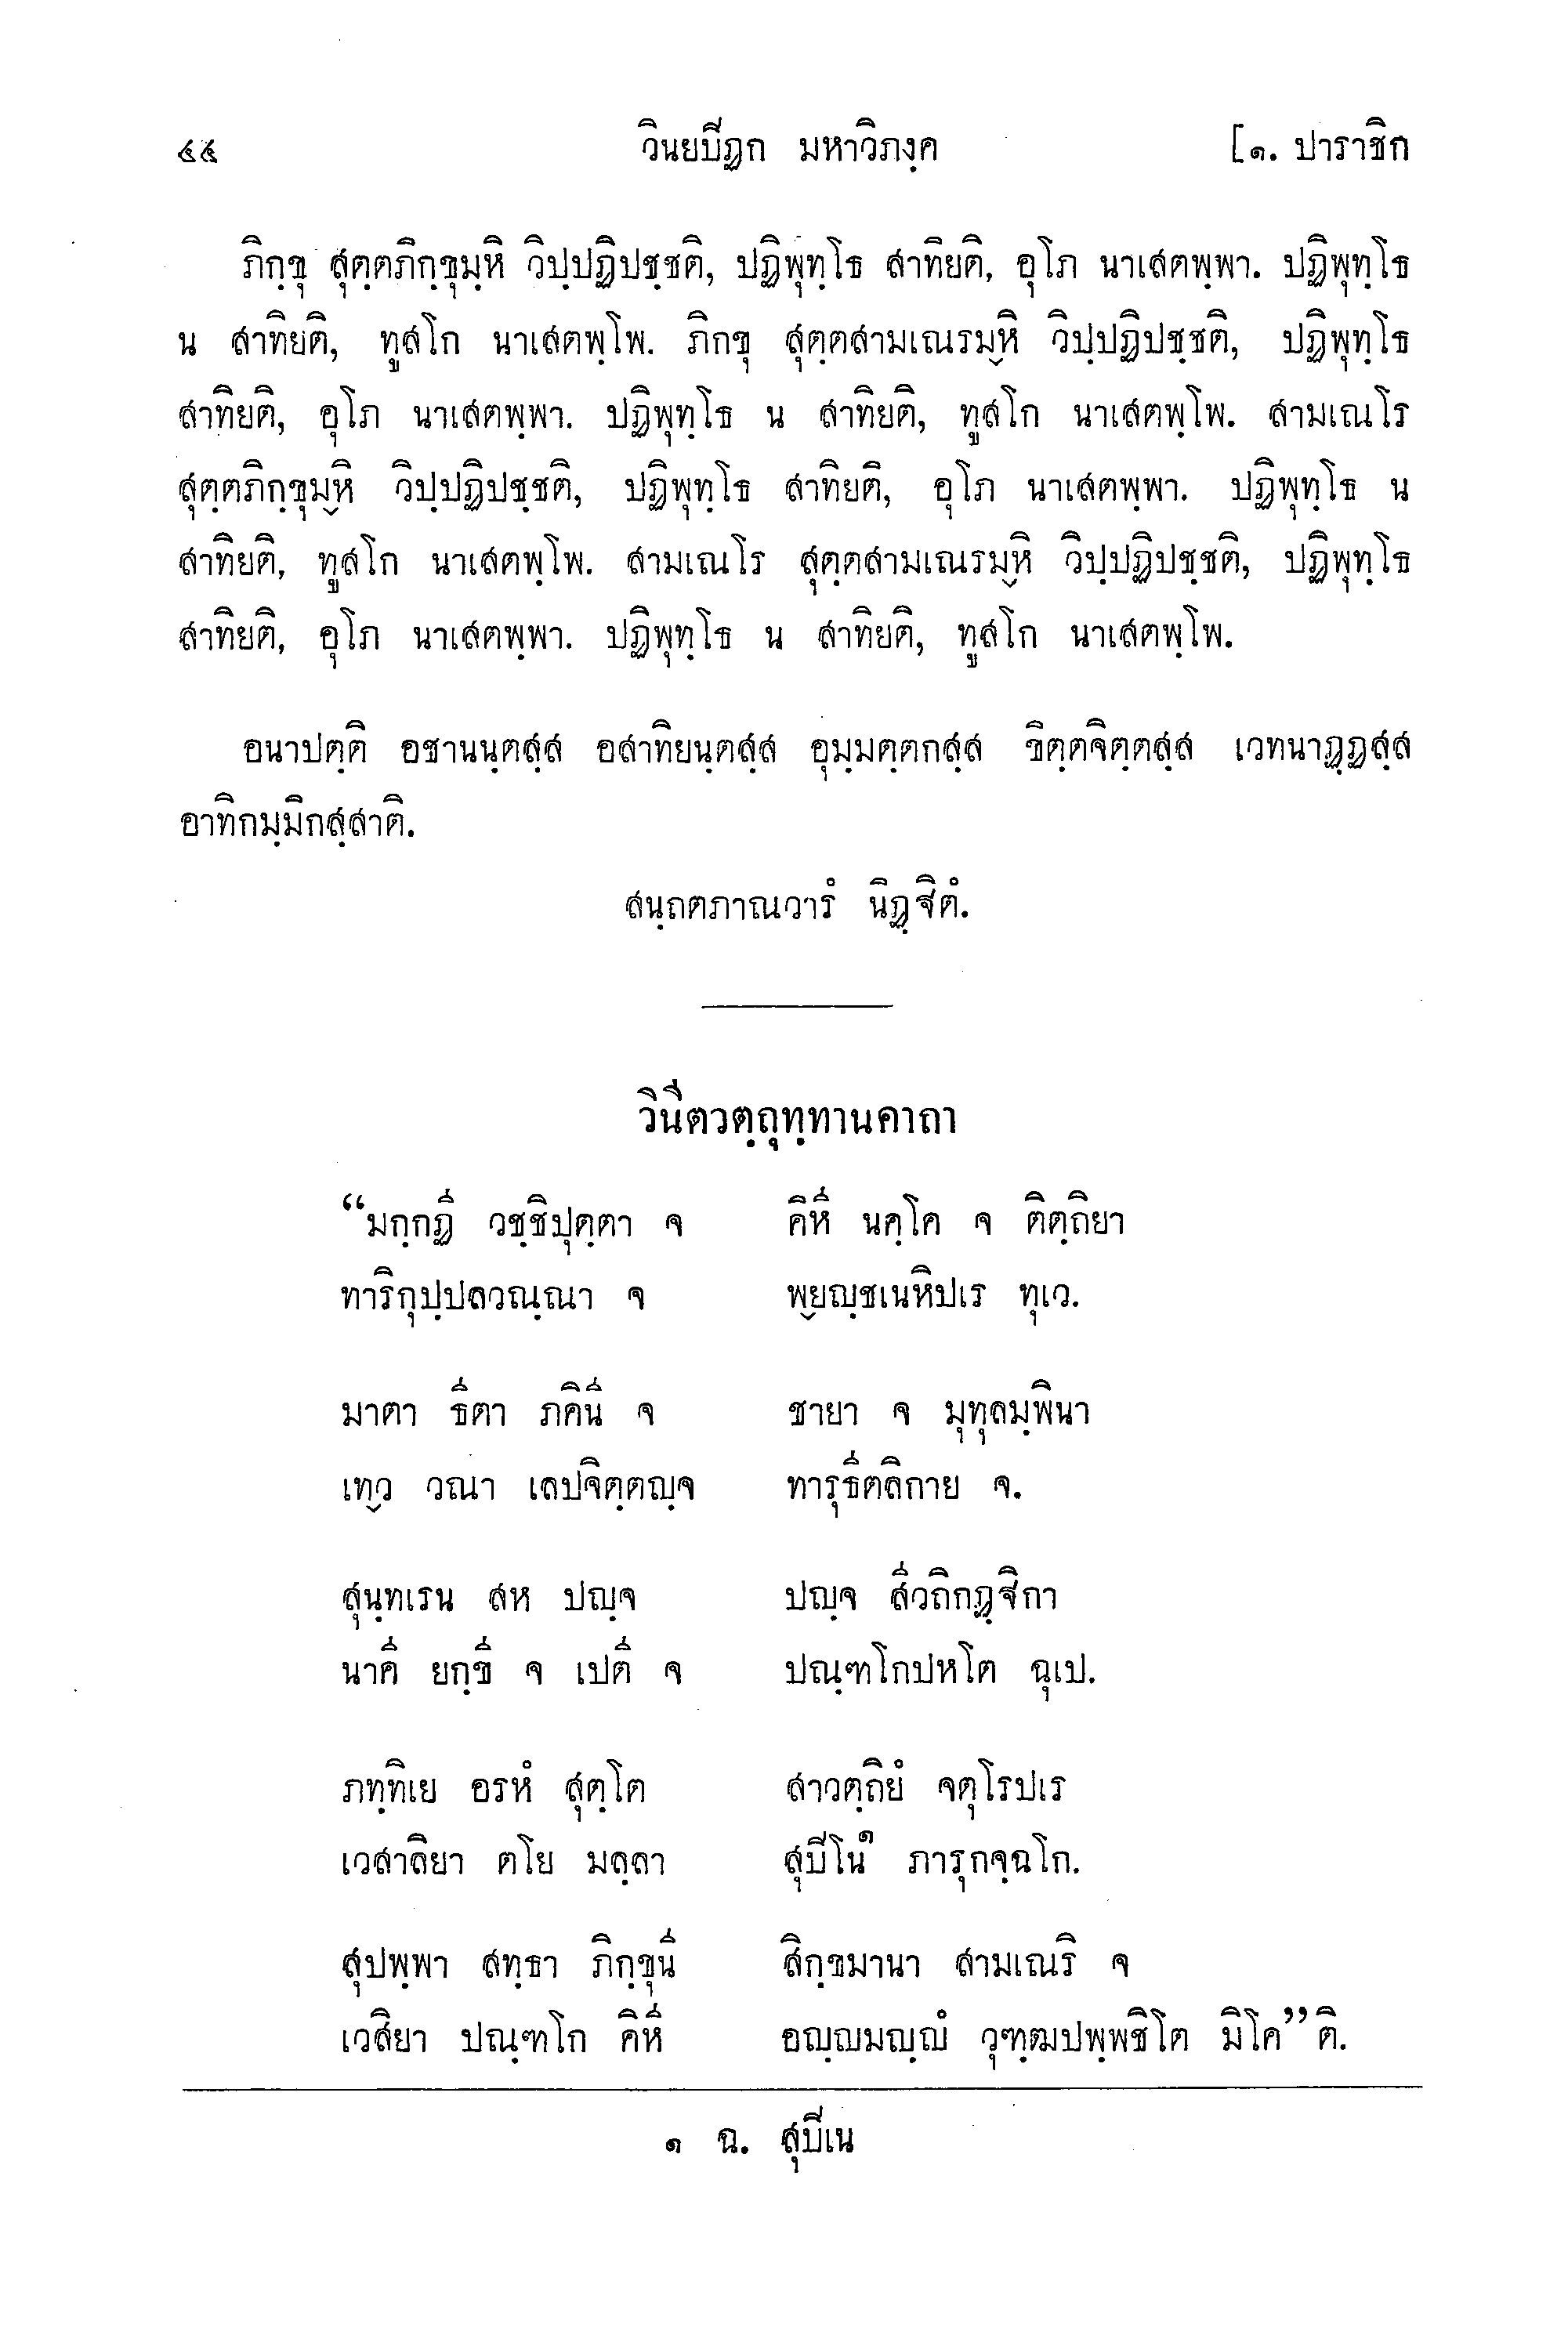 ๔๔ วินยปิฏก มหาวิภงฺค [๑. ปาราชิก
ภิกฺขุ สุตฺตภิกฺขุมฺหิ วิปฺปฏิปชฺชติ, ปฏิพุทฺโธ สาทิยติ, อุโภ นาเสตพฺพา. ปฏิพุทฺโธ
น สาทิยติ, ทูสโก นาเสตพฺโพ. ภิกขุ สุตฺตสามเณรมฺหิ วิปฺปฏิปชฺชติ, ปฏิพุทฺโธ
สาทิยติ, อุโภ นาเสตพฺพา. ปฏิพุทฺโธ น สาทิยติ, ทูสโก นาเสตพฺโพ. สามเณโร
สุตฺตภิกฺขุมฺหิ วิปฺปฏิปชฺชติ, ปฏิพุทฺโธ สาทิยติ, อุโภ นาเสตพฺพา. ปฏิพุทฺโธ น
สาทิยติ, ทูสโก นาเสตพฺโพ. สามเณโร สุตฺตสามเณรมฺหิ วิปฺปฏิปชฺชติ, ปฏิพุทฺโธ
สาทิยติ, อุโภ นาเสตพฺพา. ปฏิพุทฺโธ น สาทิยติ, ทูสโก นาเสตพฺโพ.
อนาปตฺติ อชานนฺตสฺส อสาทิยนฺตสฺส อุมฺมตฺตกสฺส ขิตฺตจิตฺตสฺส เวทนาฏฺฏสฺส
อาทิกมฺมิกสฺสาติ.
สนฺถตภาณวารํ นิฏฺฐิตํ.
วินีตวตฺถุทฺทานคาถา
“มกฺกฏี วชฺชิปุตฺตา จ คิหี นคฺโค จ ติตฺถิยา
ทาริกุปฺปลวณฺณา จ พฺยญฺชเนหิปเร ทุเว.
มาตา ธีตา ภคินี จ ชายา จ มุทุลมฺพินา
เทฺว วณา เลปจิตฺตญฺจ ทารุธีตลิกาย จ.
สุนฺทเรน สห ปญฺจ ปญฺจ สีวถิกฏฺฐิกา
นาคี ยกฺขี จ เปตี จ ปณฺฑโกปหโต ฉุเป.
ภทฺทิเย อรหํ สุตฺโต สาวตฺถิยํ จตุโรปเร
เวสาลิยา ตโย มลฺลา สุปิโน๑ ภารุกจฺฉโก.
สุปพฺพา สทฺธา ภิกฺขุนี สิกฺขมานา สามเณริ จ
เวสิยา ปณฺฑโก คิหี อญฺญมญฺญํ วุฑฺฒปพฺพชิโต มิโค” ติ.
๑ ฉ. สุปิเน